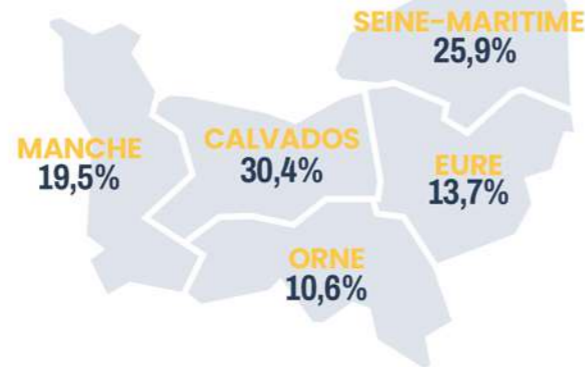 SEINE-MARITIME
25,9%
MANCHE
19,5%
CALVADOS
30,4%
EURE
13,7%
ORNE
10,6%